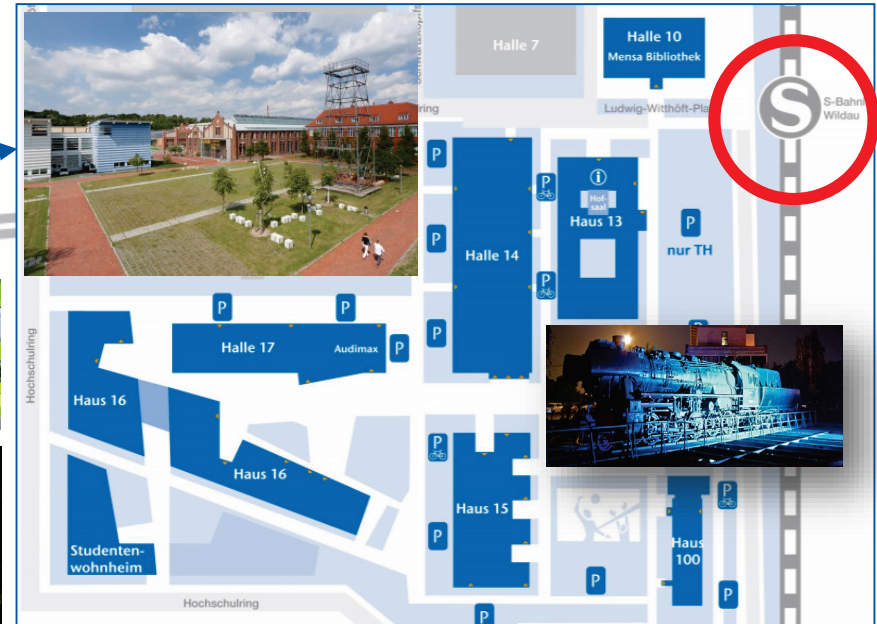 Halle 7
Halle 10
Mensa Bibliothek
Ludwig-Witthöft-Pla
S
S-Bahn
Wildau
ring
P
P
P
P
P
P
i
Hof-
saal
Haus 13
Halle 14
P
nur TH
P
P
P
Halle 17
Audimax
Hochschulring
Haus 16
Haus 16
Studenten-
wohnheim
P
P
Haus 15
P
P
Haus
100
P
P
Hochschulring